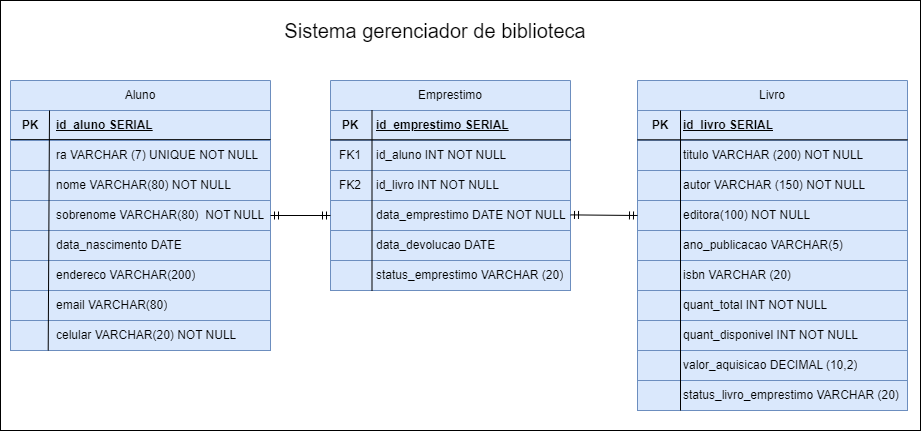 Sistema gerenciador de biblioteca
Aluno
PK id_aluno SERIAL
ra VARCHAR (7) UNIQUE NOT NULL
nome VARCHAR(80) NOT NULL
sobrenome VARCHAR(80) NOT NULL
data_nascimento DATE
endereco VARCHAR(200)
email VARCHAR(80)
celular VARCHAR(20) NOT NULL
Emprestimo
PK id_emprestimo SERIAL
FK1 id_aluno INT NOT NULL
FK2 id_livro INT NOT NULL
data_emprestimo DATE NOT NULL
data_devolucao DATE
status_emprestimo VARCHAR (20)
Livro
PK id_livro SERIAL
titulo VARCHAR (200) NOT NULL
autor VARCHAR (150) NOT NULL
editora(100) NOT NULL
ano_publicacao VARCHAR(5)
isbn VARCHAR (20)
quant_total INT NOT NULL
quant_disponivel INT NOT NULL
valor_aquisicao DECIMAL (10,2)
status_livro_emprestimo VARCHAR (20)